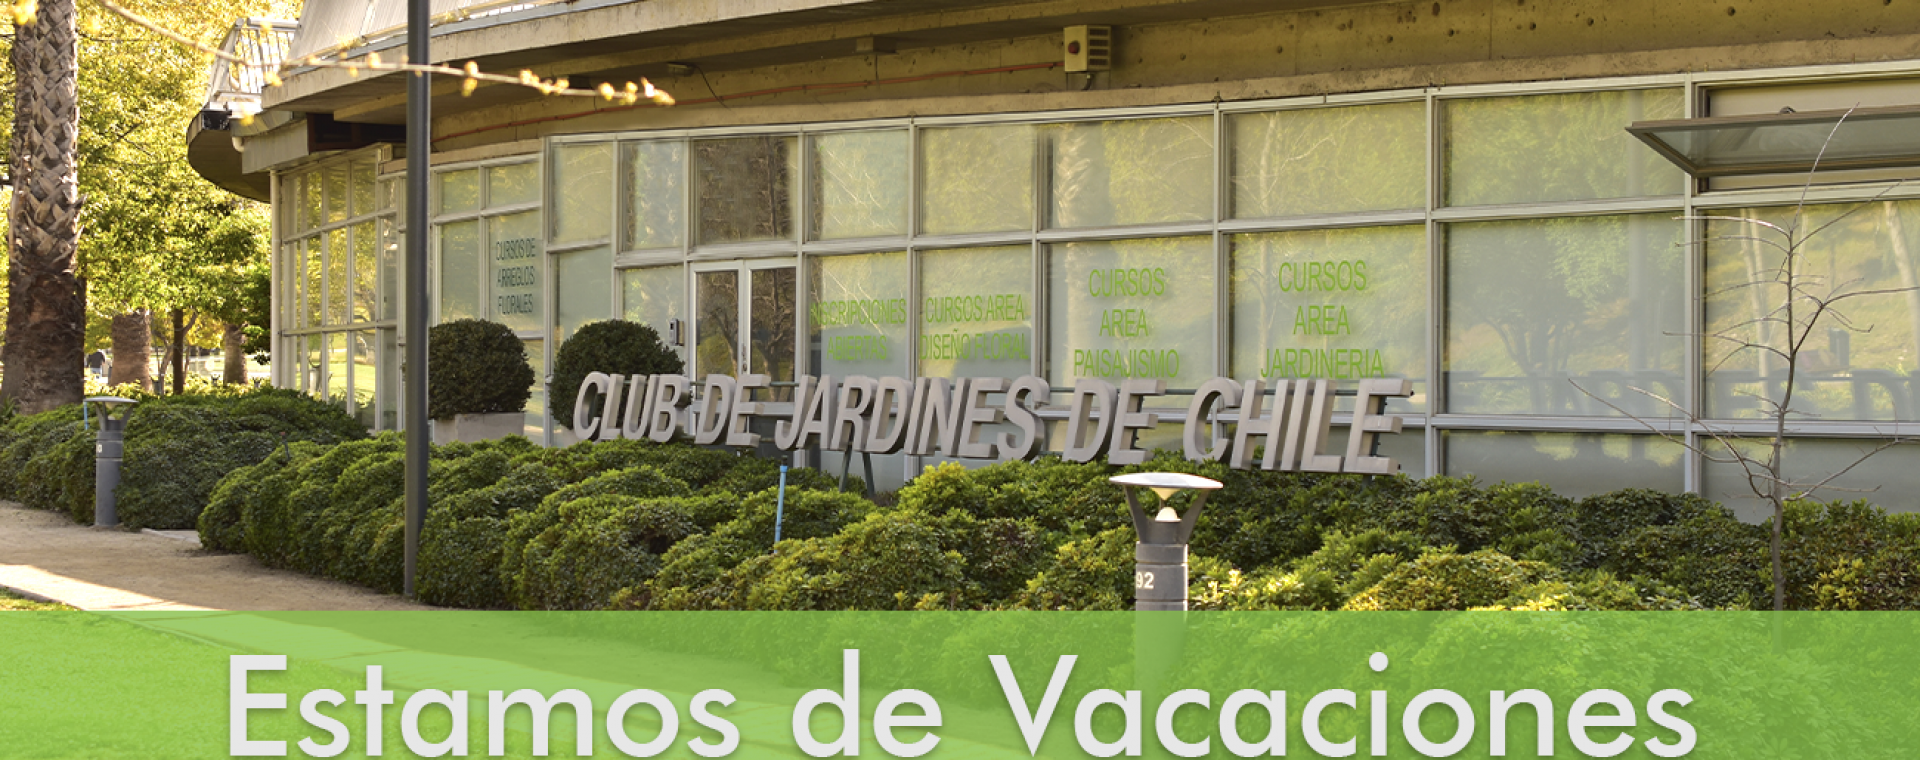 CURSOS DE
ARREGLOS
FLORALES
INSCRIPCIONES
ABIERTAS
CURSOS AREA
DISEÑO FLORAL
CURSOS
AREA
PAISAJISMO
CURSOS
AREA
JARDINERIA
CLUB DE JARDINES DE CHILE
92
Estamos de Vacaciones